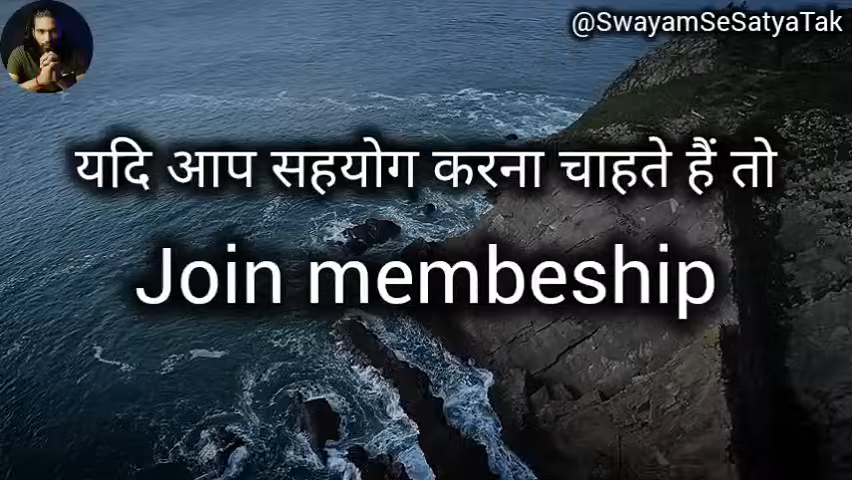 @SwayamSeSatyaTak
यदि आप सहयोग करना चाहते हैं तो
Join membeship